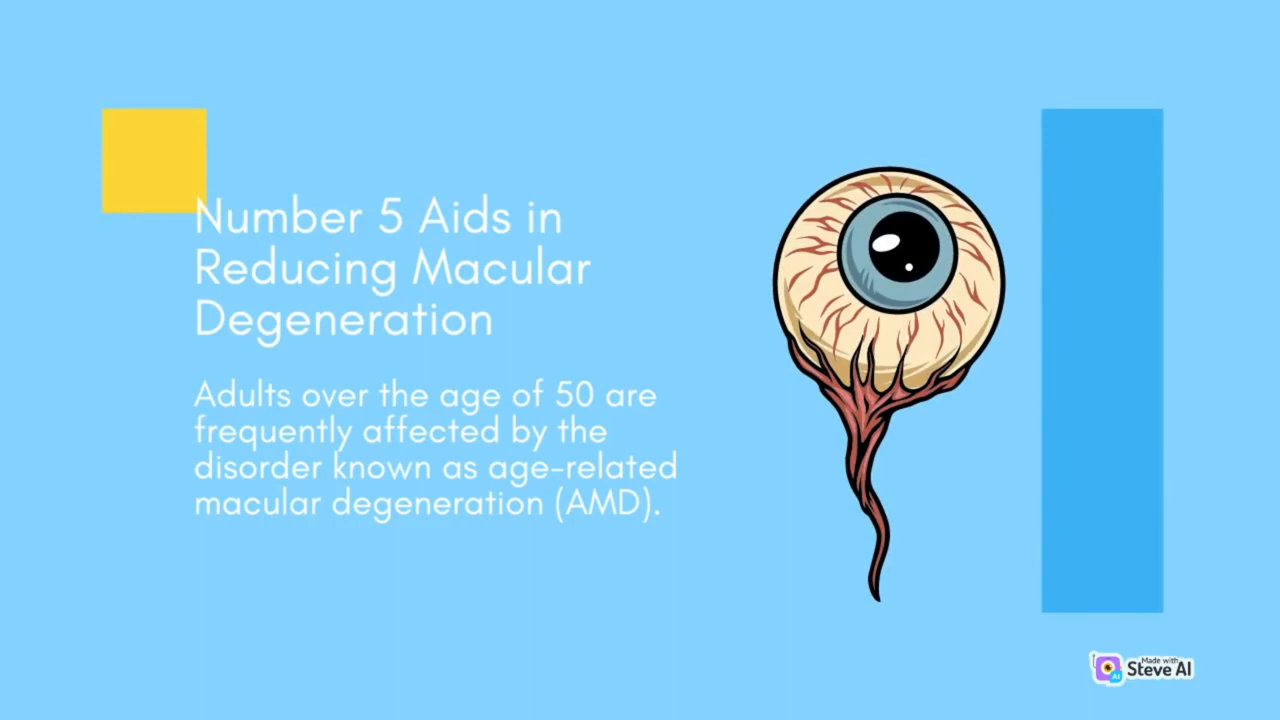 Number 5 Aids in
Reducing Macular
Degeneration
Adults over the age of 50 are
frequently affected by the
disorder known as age-related
macular degeneration (AMD).
Made with
Steve AI
AI